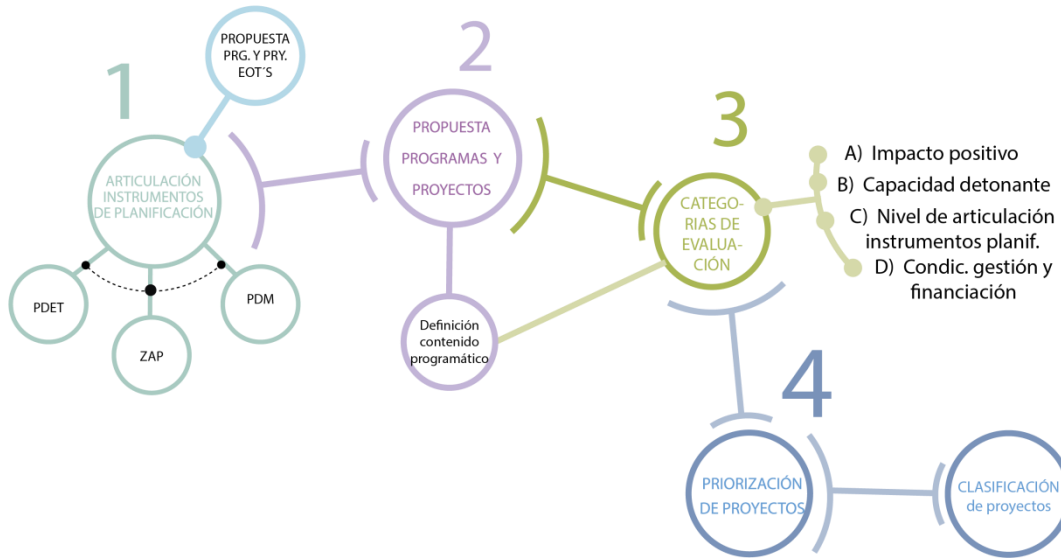 1
PROPUESTA
PRG. Y PRY.
EOT´S
ARTICULACIÓN
INSTRUMENTOS
DE PLANIFICACIÓN
PDET
ZAP
PDM
2
PROPUESTA
PROGRAMAS Y
PROYECTOS
Definición
contenido
programático
3
CATEGO-
RIAS DE
EVALUA-
CIÓN
A) Impacto positivo
B) Capacidad detonante
C) Nivel de articulación
instrumentos planif.
D) Condic. gestión y
financiación
4
PRIORIZACIÓN
DE PROYECTOS
CLASIFICACIÓN
de proyectos